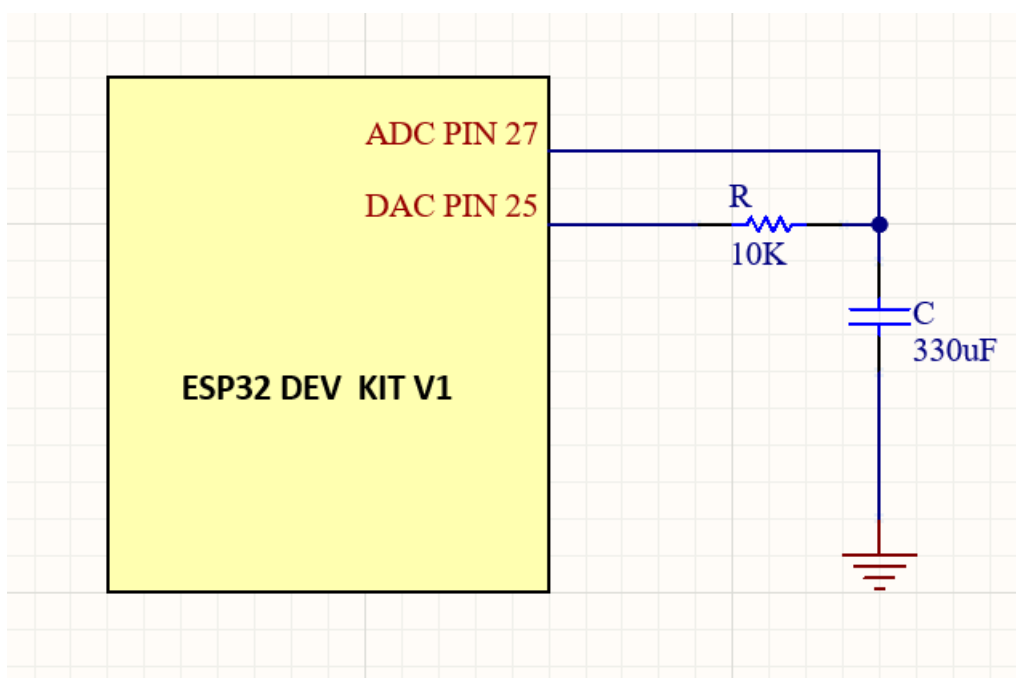 ADC PIN 27
DAC PIN 25
R
10K
C
330uF
ESP32 DEV  KIT V1